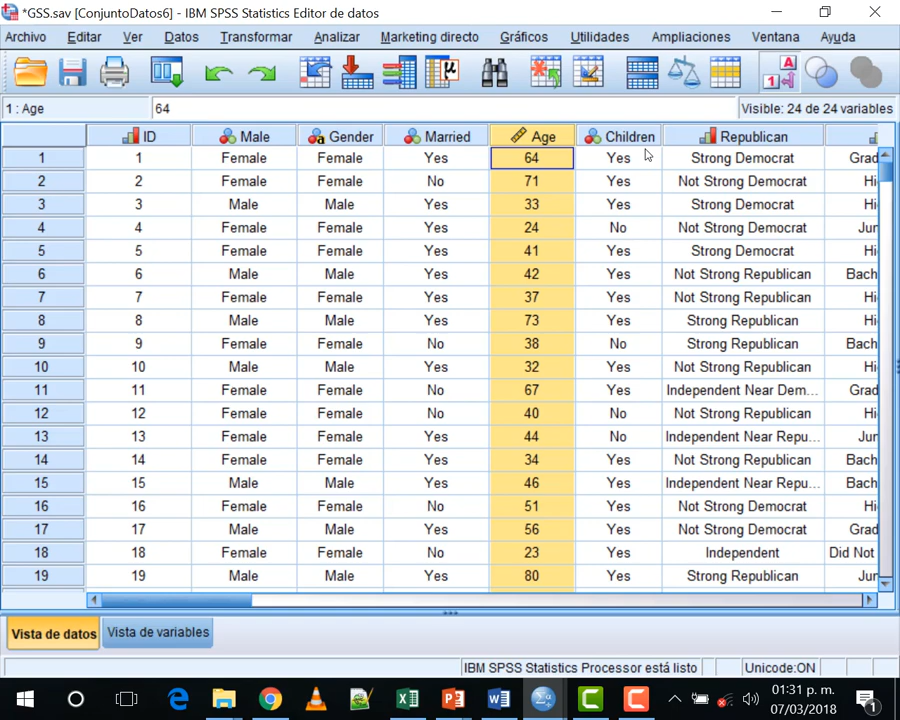 *GSS.sav [ConjuntoDatos6] - IBM SPSS Statistics Editor de datos
Archivo Editar Ver Datos Transformar Analizar Marketing directo Gráficos Utilidades Ampliaciones Ventana Ayuda
1 : Age 64 Visible: 24 de 24 variables
ID Male Gender Married Age Children Republican
1 1 Female Female Yes 64 Yes Strong Democrat Grad
2 2 Female Female No 71 Yes Not Strong Democrat Hi
3 3 Male Male Yes 33 Yes Strong Democrat Hi
4 4 Female Female Yes 24 No Not Strong Democrat Jun
5 5 Female Female Yes 41 Yes Strong Democrat Hi
6 6 Male Male Yes 42 Yes Not Strong Republican Bach
7 7 Female Female Yes 37 Yes Not Strong Republican Hi
8 8 Male Male Yes 73 Yes Strong Republican Hi
9 9 Female Female No 38 No Strong Republican Bach
10 10 Male Male Yes 32 Yes Not Strong Republican Hi
11 11 Female Female No 67 Yes Independent Near Dem... Grad
12 12 Female Female No 40 No Not Strong Republican Hi
13 13 Female Female Yes 44 No Independent Near Repu... Jun
14 14 Female Female Yes 34 Yes Not Strong Republican Bach
15 15 Male Male Yes 46 Yes Independent Near Repu... Bach
16 16 Female Female No 51 Yes Not Strong Republican Hi
17 17 Male Male Yes 56 Yes Not Strong Democrat Grad
18 18 Female Female No 23 Yes Independent Did Not
19 19 Male Male Yes 80 Yes Strong Republican Jun
Vista de datos Vista de variables
IBM SPSS Statistics Processor está listo Unicode:ON
01:31 p. m.
07/03/2018
1